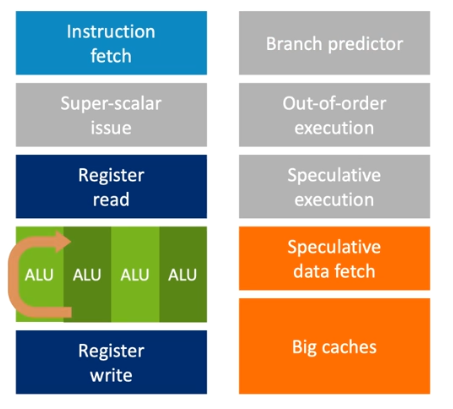 Instruction
fetch
Super-scalar
issue
Register
read
ALU ALU ALU ALU
Register
write
Branch predictor
Out-of-order
execution
Speculative
execution
Speculative
data fetch
Big caches